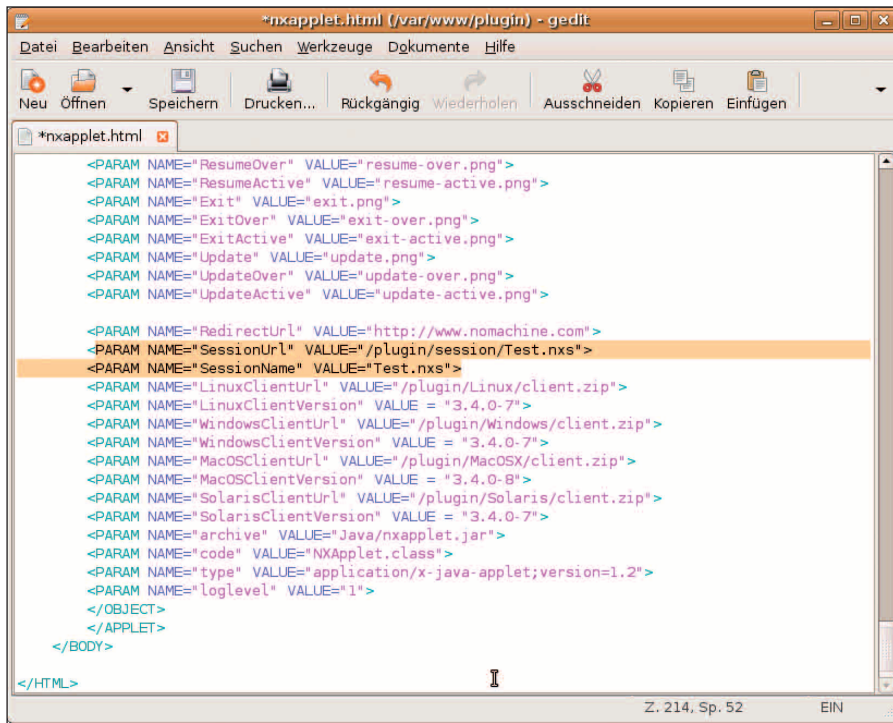 *nxapplet.html (/var/www/plugin) - gedit
Datei Bearbeiten Ansicht Suchen Werkzeuge Dokumente Hilfe
Neu Öffnen Speichern Drucken... Rückgängig Wiederholen Ausschneiden Kopieren Einfügen
*nxapplet.html
<PARAM NAME="ResumeOver" VALUE="resume-over.png">
<PARAM NAME="ResumeActive" VALUE="resume-active.png">
<PARAM NAME="Exit" VALUE="exit.png">
<PARAM NAME="ExitOver" VALUE="exit-over.png">
<PARAM NAME="ExitActive" VALUE="exit-active.png">
<PARAM NAME="Update" VALUE="update.png">
<PARAM NAME="UpdateOver" VALUE="update-over.png">
<PARAM NAME="UpdateActive" VALUE="update-active.png">
<PARAM NAME="RedirectUrl" VALUE="http://www.nomachine.com">
<PARAM NAME="SessionUrl" VALUE="/plugin/session/Test.nxs">
<PARAM NAME="SessionName" VALUE="Test.nxs">
<PARAM NAME="LinuxClientUrl" VALUE="/plugin/Linux/client.zip">
<PARAM NAME="LinuxClientVersion" VALUE = "3.4.0-7">
<PARAM NAME="WindowsClientUrl" VALUE="/plugin/Windows/client.zip">
<PARAM NAME="WindowsClientVersion" VALUE = "3.4.0-7">
<PARAM NAME="MacOSClientUrl" VALUE="/plugin/MacOSX/client.zip">
<PARAM NAME="MacOSClientVersion" VALUE = "3.4.0-8">
<PARAM NAME="SolarisClientUrl" VALUE="/plugin/Solaris/client.zip">
<PARAM NAME="SolarisClientVersion" VALUE = "3.4.0-7">
<PARAM NAME="archive" VALUE="Java/nxapplet.jar">
<PARAM NAME="code" VALUE="NXApplet.class">
<PARAM NAME="type" VALUE="application/x-java-applet;version=1.2">
<PARAM NAME="loglevel" VALUE="1">
</OBJECT>
</APPLET>
</BODY>
</HTML>
Z. 214, Sp. 52 EIN